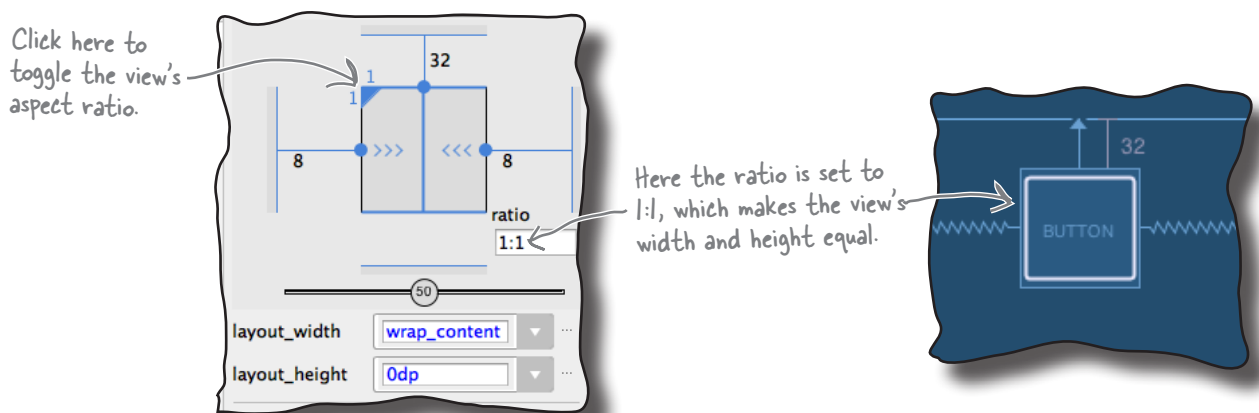 Click here to
toggle the view's
aspect ratio.
32
1
1
8
8
ratio
1:1
50
layout_width
wrap_content
...
layout_height
0dp
...
Here the ratio is set to
1:1, which makes the view's
width and height equal.
32
BUTTON